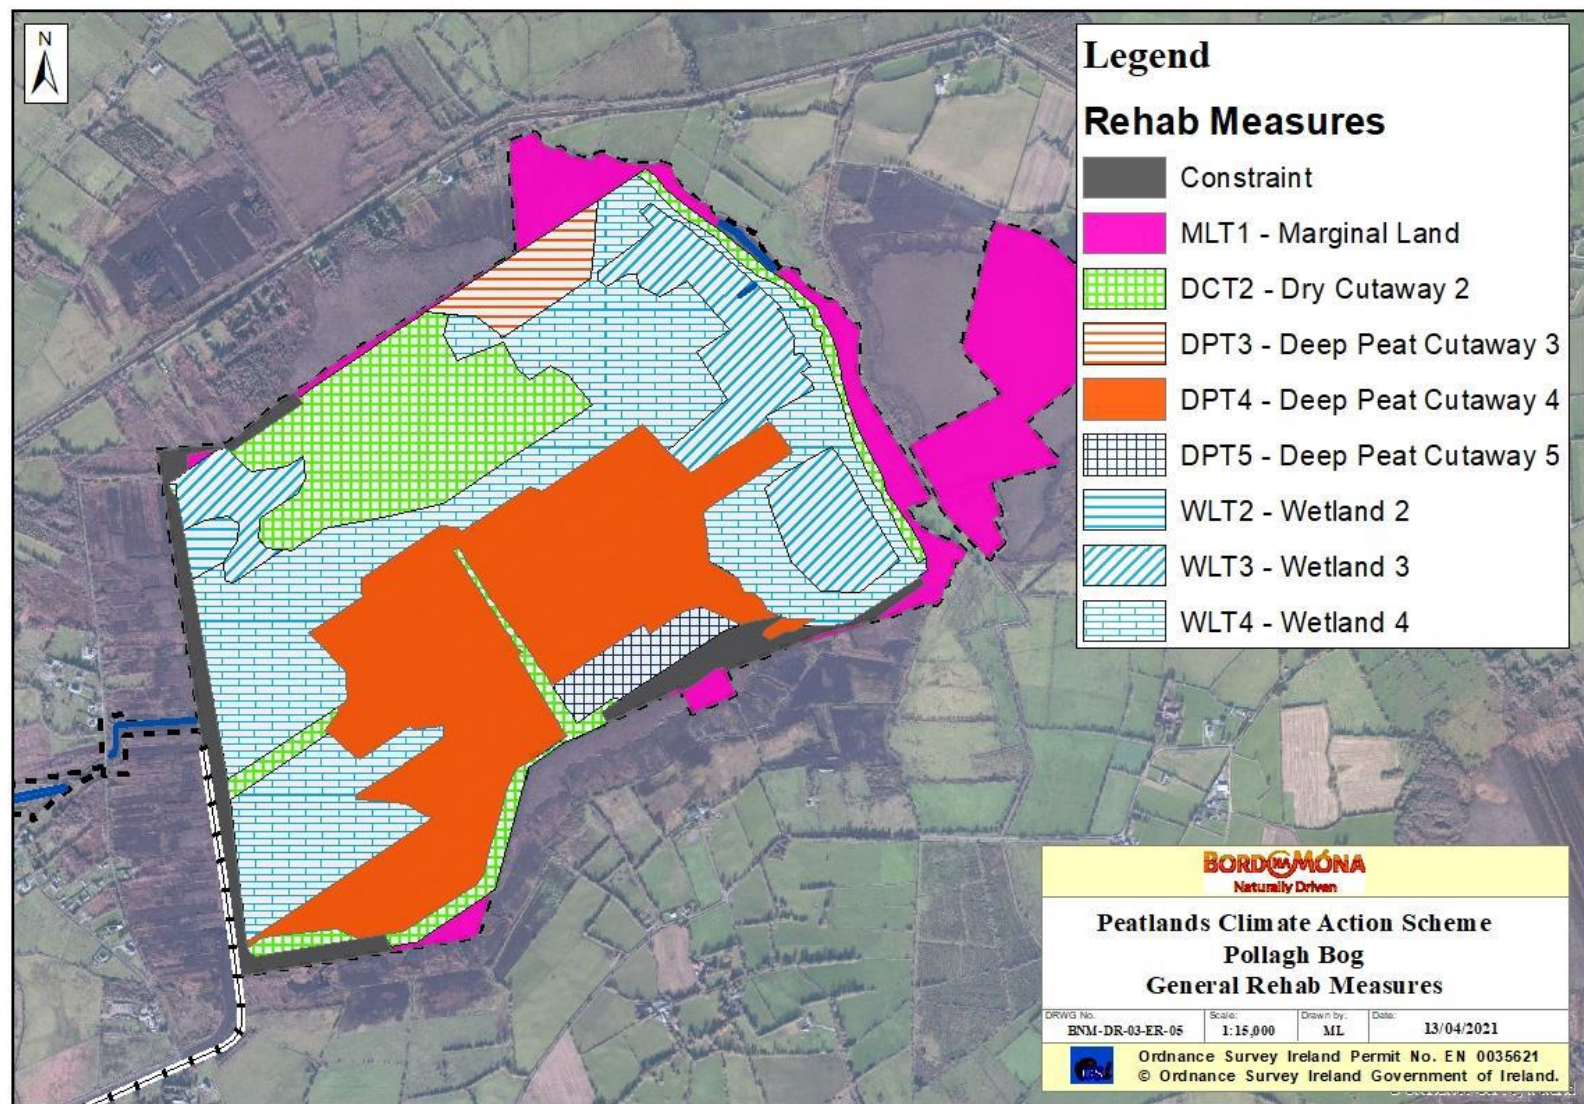 N
Legend
Rehab Measures
Constraint
MLT1 - Marginal Land
DCT2 - Dry Cutaway 2
DPT3 - Deep Peat Cutaway 3
DPT4 - Deep Peat Cutaway 4
DPT5 - Deep Peat Cutaway 5
WLT2 - Wetland 2
WLT3 - Wetland 3
WLT4 - Wetland 4
BORD NA MÓNA
Naturally Driven
Peatlands Climate Action Scheme
Pollagh Bog
General Rehab Measures
DRWG No. Scale: Drawn by: Date:
BNM-DR-03-ER-05 1:15,000 ML 13/04/2021
Ordnance Survey Ireland Permit No. EN 0035621
© Ordnance Survey Ireland Government of Ireland.